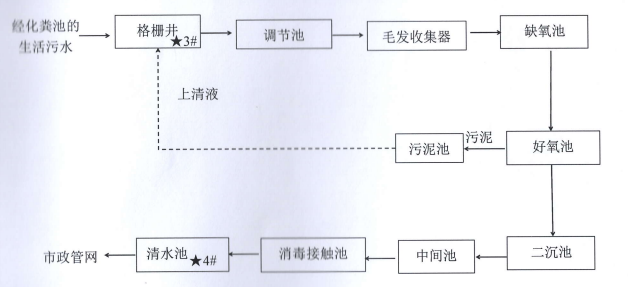 经化粪池的
生活污水
格栅井
★3#
调节池
毛发收集器
缺氧池
上清液
污泥池
污泥
好氧池
市政管网
清水池
★4#
消毒接触池
中间池
二沉池